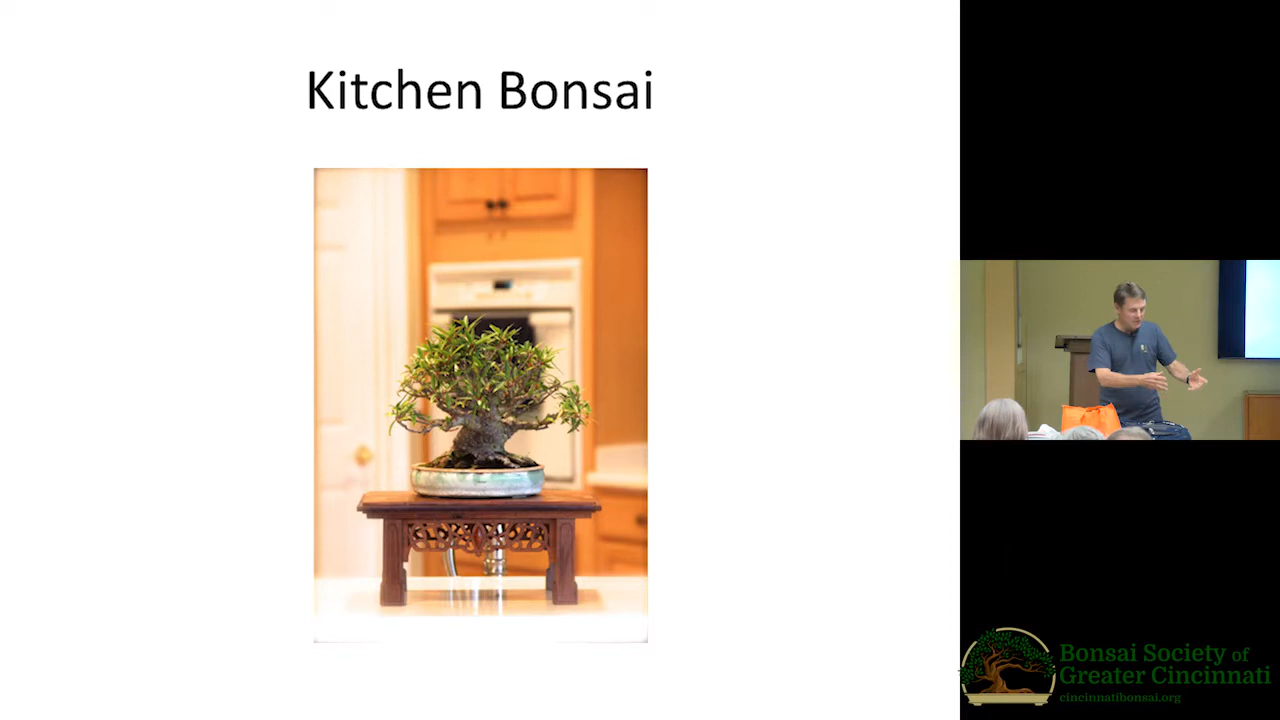 Kitchen Bonsai
Bonsai Society of
Greater Cincinnati
cincinnatibonsai.org